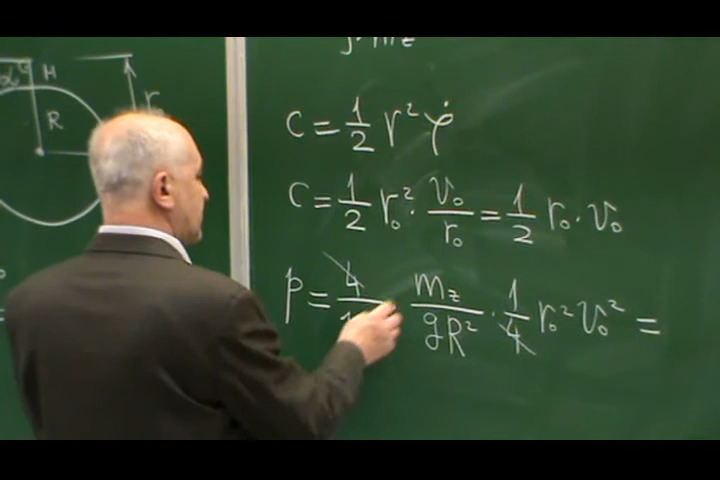 H
α
R
r₀
C = 1/2 r² φ̇
C = 1/2 r₀² · v₀/r₀ = 1/2 r₀ · v₀
p = 4/ m_z/gR² · 1/4 r₀² v₀² =